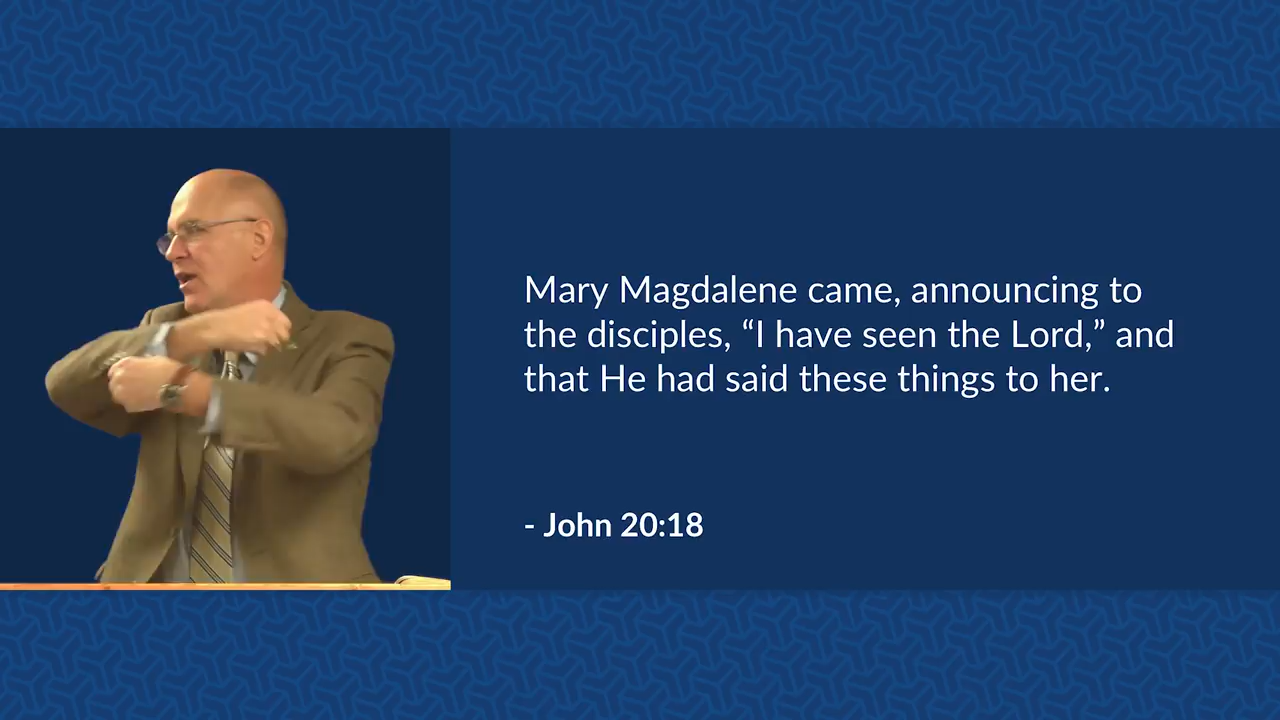 Mary Magdalene came, announcing to
the disciples, “I have seen the Lord,” and
that He had said these things to her.
- John 20:18